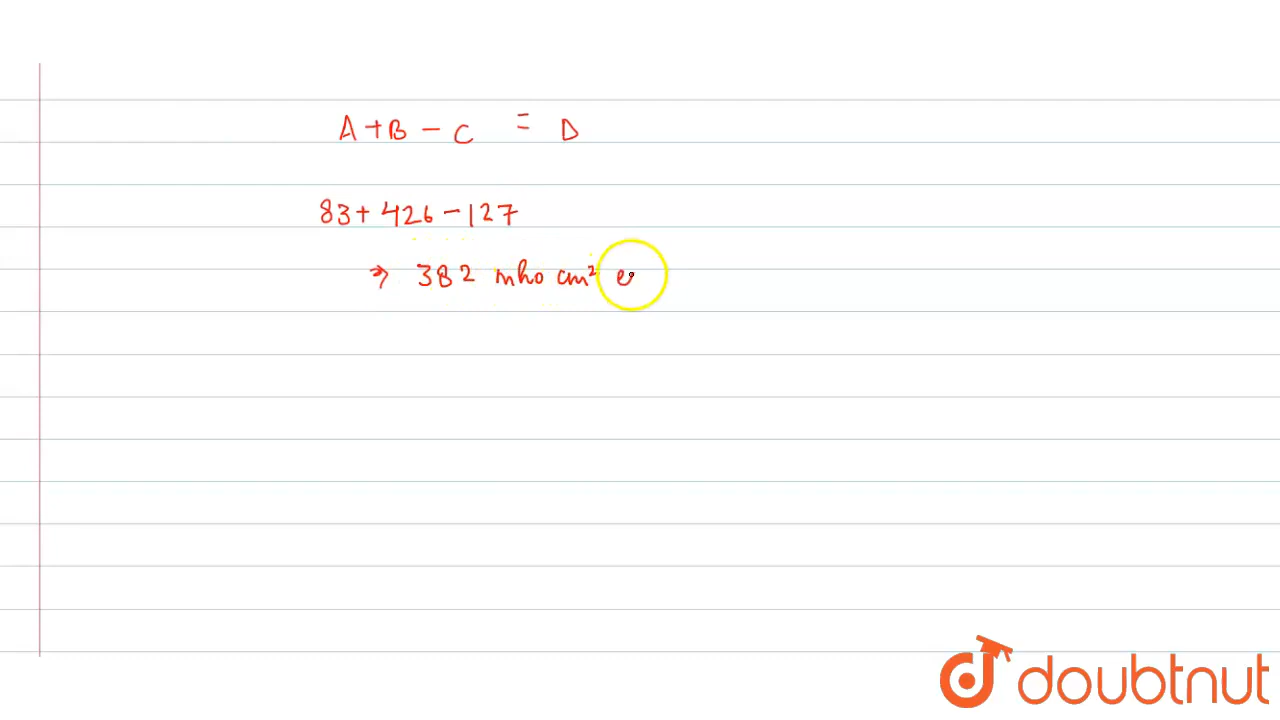 A + B - C = D
83 + 426 - 127
⇒ 382 mho cm² e
doubtnut